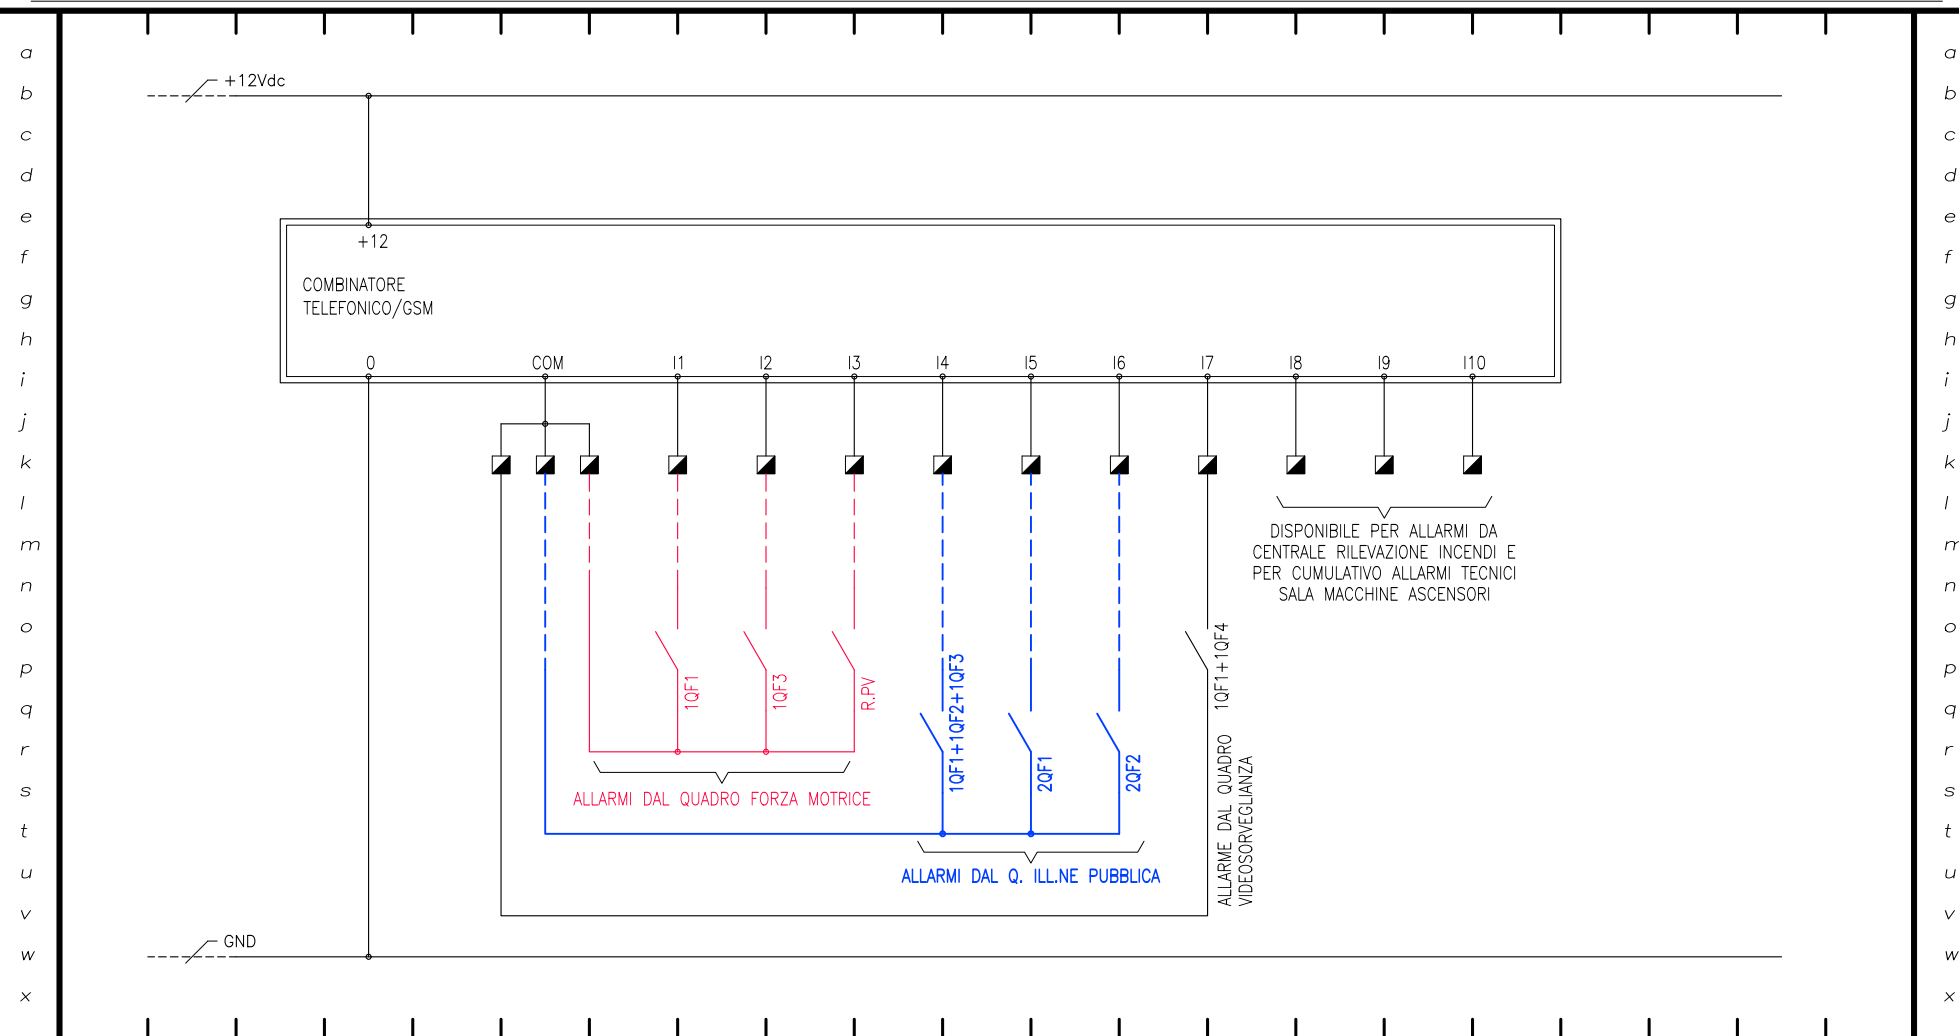 a a
b b
c c
d d
e e
f f
g g
h h
i i
j j
k k
l l
m m
n n
o o
p p
q q
r r
s s
t t
u u
v v
w w
x x
+12Vdc
+12
COMBINATORE
TELEFONICO/GSM
0 COM I1 I2 I3 I4 I5 I6 I7 I8 I9 I10
DISPONIBILE PER ALLARMI DA
CENTRALE RILEVAZIONE INCENDI E
PER CUMULATIVO ALLARMI TECNICI
SALA MACCHINE ASCENSORI
1QF1
1QF3
R.PV
ALLARMI DAL QUADRO FORZA MOTRICE
1QF1+1QF2+1QF3
2QF1
2QF2
ALLARMI DAL Q. ILL.NE PUBBLICA
ALLARME DAL QUADRO 1QF1+1QF4
VIDEOSORVEGLIANZA
GND